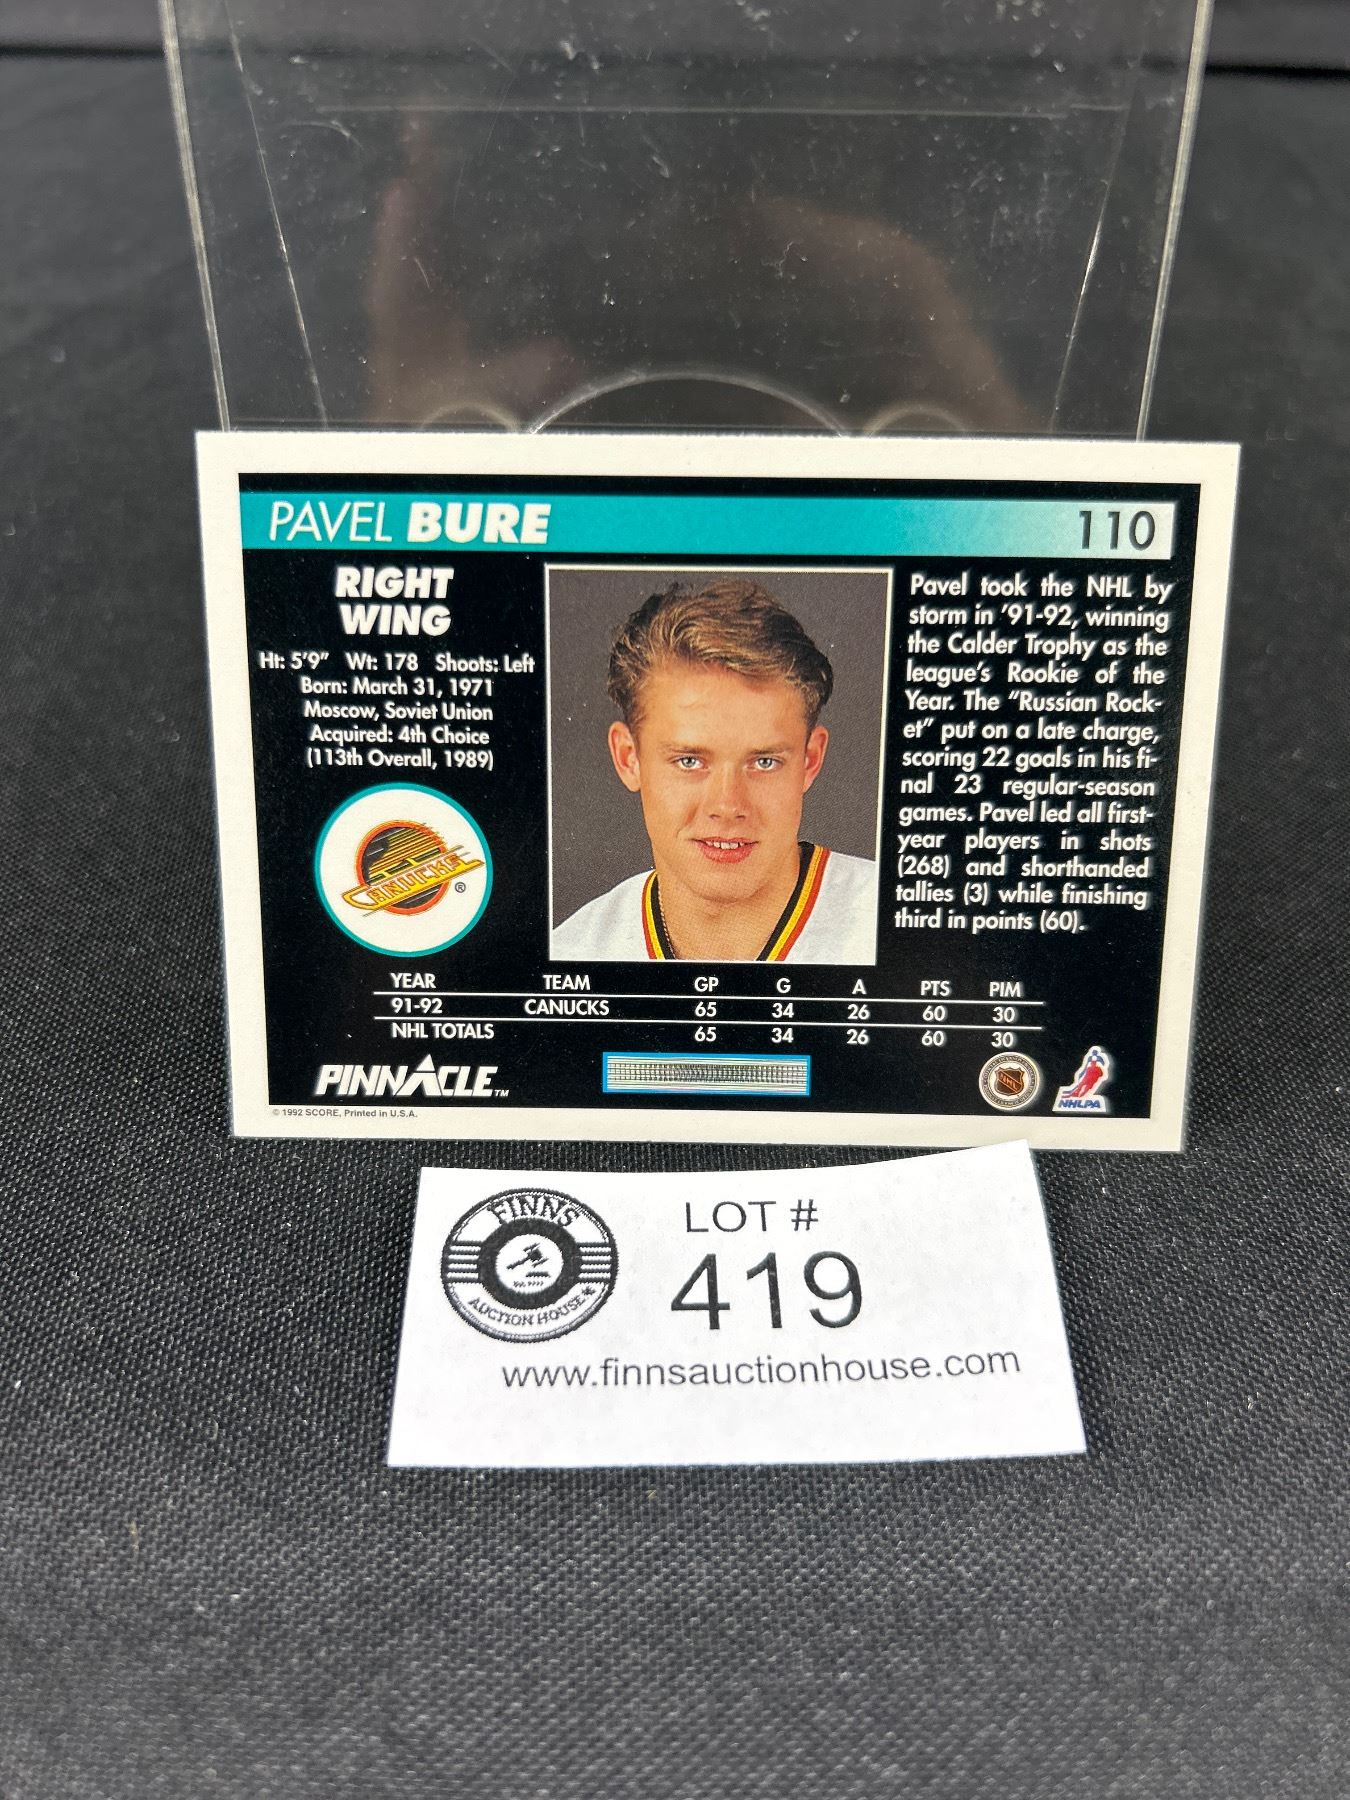 PAVEL BURE 110
RIGHT
WING
Ht: 5'9" Wt: 178 Shoots: Left
Born: March 31, 1971
Moscow, Soviet Union
Acquired: 4th Choice
(113th Overall, 1989)
CANUCKS ®
Pavel took the NHL by
storm in '91-92, winning
the Calder Trophy as the
league's Rookie of the
Year. The "Russian Rock-
et" put on a late charge,
scoring 22 goals in his fi-
nal 23 regular-season
games. Pavel led all first-
year players in shots
(268) and shorthanded
tallies (3) while finishing
third in points (60).
YEAR TEAM GP G A PTS PIM
91-92 CANUCKS 65 34 26 60 30
NHL TOTALS 65 34 26 60 30
PINNACLE™
NHL
NHLPA
© 1992 SCORE, Printed in U.S.A.
FINNS
AUCTION HOUSE
LOT #
419
www.finnsauctionhouse.com